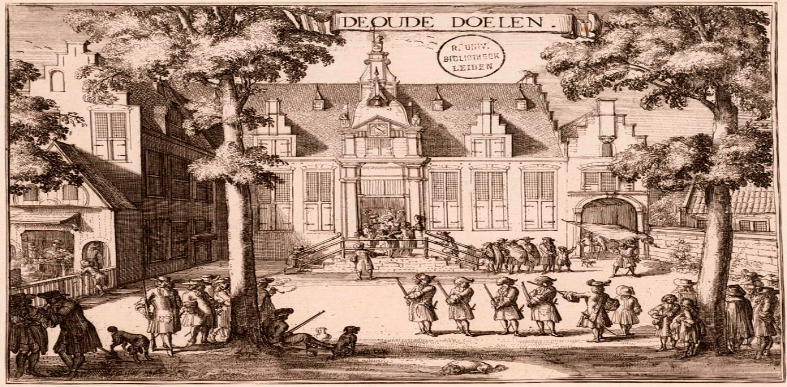 DE OUDE DOELEN.
R. UNIV.
BIBLIOTHEEK
LEIDEN